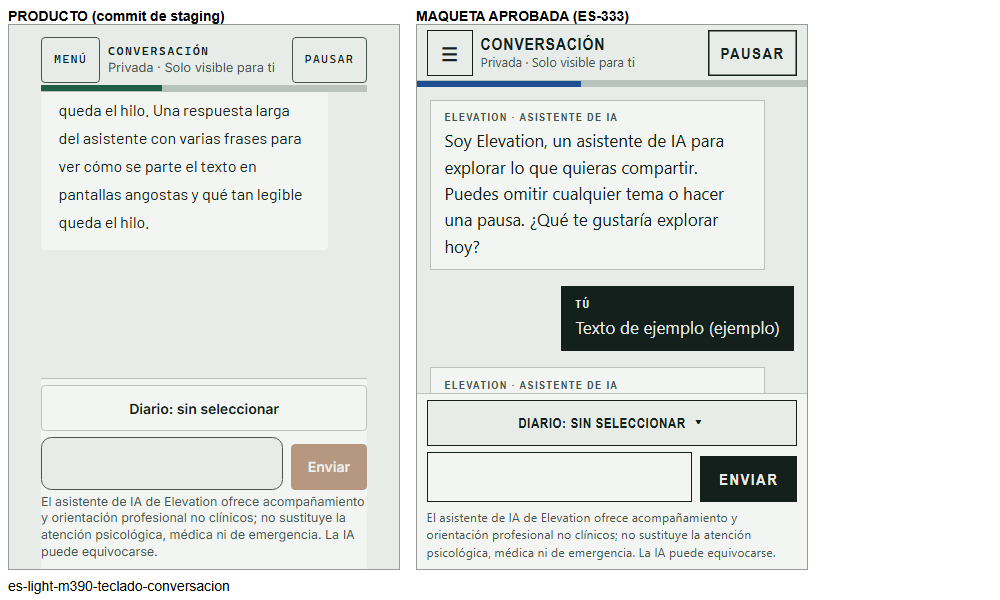 PRODUCTO (commit de staging)
MENÚ
CONVERSACIÓN
Privada · Solo visible para ti
PAUSAR
queda el hilo. Una respuesta larga
del asistente con varias frases para
ver cómo se parte el texto en
pantallas angostas y qué tan legible
queda el hilo.
Diario: sin seleccionar
Enviar
El asistente de IA de Elevation ofrece acompañamiento
y orientación profesional no clínicos; no sustituye la
atención psicológica, médica ni de emergencia. La IA
puede equivocarse.
MAQUETA APROBADA (ES-333)
☰
CONVERSACIÓN
Privada · Solo visible para ti
PAUSAR
ELEVATION · ASISTENTE DE IA
Soy Elevation, un asistente de IA para
explorar lo que quieras compartir.
Puedes omitir cualquier tema o hacer
una pausa. ¿Qué te gustaría explorar
hoy?
TÚ
Texto de ejemplo (ejemplo)
ELEVATION · ASISTENTE DE IA
DIARIO: SIN SELECCIONAR ▾
ENVIAR
El asistente de IA de Elevation ofrece acompañamiento y
orientación profesional no clínicos; no sustituye la atención
psicológica, médica ni de emergencia. La IA puede equivocarse.
es-light-m390-teclado-conversacion